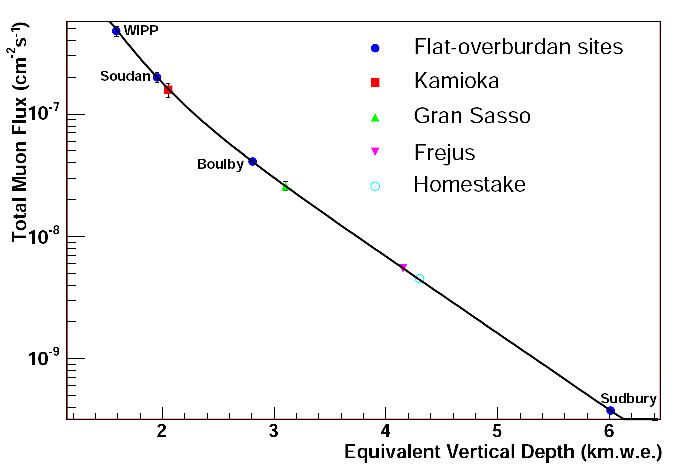 WIPP
Flat-overburdan sites
Soudan
Kamioka
Gran Sasso
Boulby
Frejus
Homestake
Sudbury
Total Muon Flux (cm⁻²s⁻¹)
10⁻⁷
10⁻⁸
10⁻⁹
2 3 4 5 6
Equivalent Vertical Depth (km.w.e.)